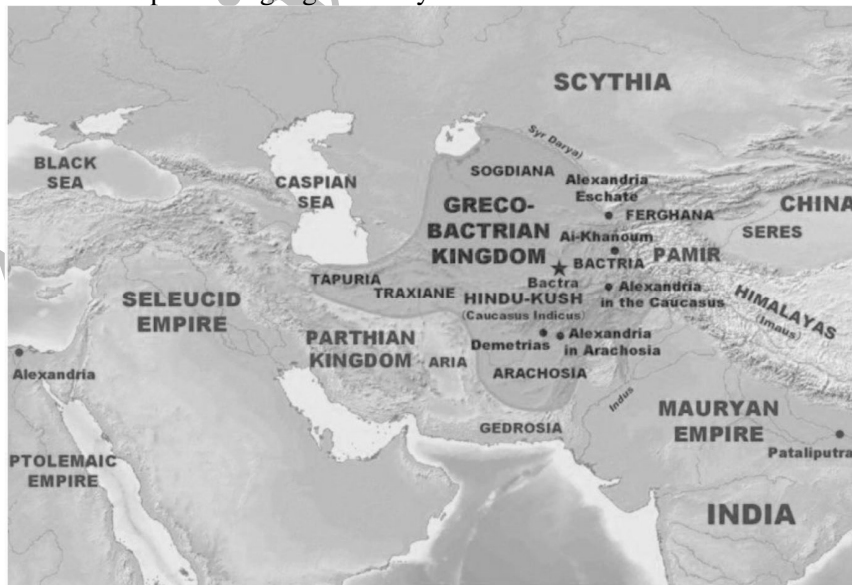 SCYTHIA
Syr Darya)
BLACK
SEA
CASPIAN
SEA
SOGDIANA
Alexandria
Eschate
GRECO-
BACTRIAN
KINGDOM
FERGHANA
CHINA
SERES
Ai-Khanoum
PAMIR
BACTRIA
Bactra
TAPURIA
TRAXIANE
HINDU-KUSH
(Caucasus Indicus)
Alexandria
in the Caucasus
HIMALAYAS
(Imaus)
SELEUCID
EMPIRE
PARTHIAN
KINGDOM
ARIA
Demetrias
Alexandria
in Arachosia
ARACHOSIA
Alexandria
Indus
MAURYAN
EMPIRE
GEDROSIA
Pataliputra
PTOLEMAIC
EMPIRE
INDIA